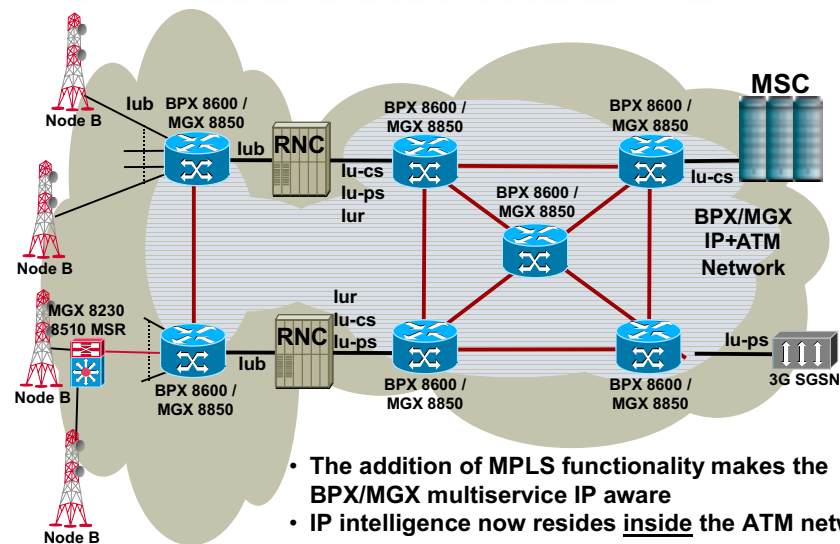 Node B
Iub
BPX 8600 /
MGX 8850
Iub
RNC
Iu-cs
Iu-ps
Iur
BPX 8600 /
MGX 8850
BPX 8600 /
MGX 8850
MSC
Iu-cs
BPX 8600 /
MGX 8850
BPX/MGX
IP+ATM
Network
Node B
MGX 8230
8510 MSR
Node B
BPX 8600 /
MGX 8850
Iub
RNC
Iur
Iu-cs
Iu-ps
BPX 8600 /
MGX 8850
BPX 8600 /
MGX 8850
Iu-ps
3G SGSN
Node B
• The addition of MPLS functionality makes the
BPX/MGX multiservice IP aware
• IP intelligence now resides inside the ATM